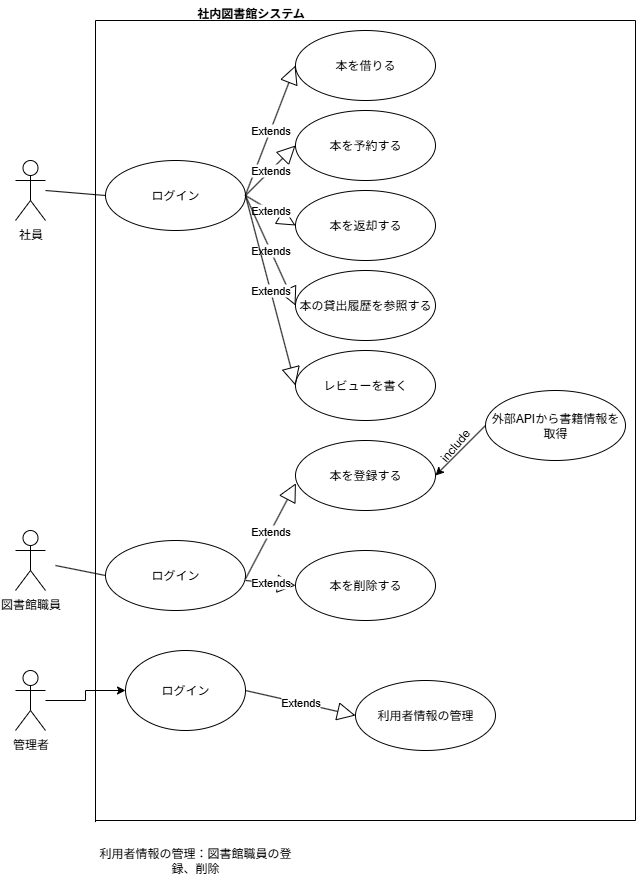 社内図書館システム
本を借りる
Extends
本を予約する
Extends
ログイン
Extends
本を返却する
社員
Extends
Extends
本の貸出履歴を参照する
レビューを書く
外部APIから書籍情報を
取得
include
本を登録する
Extends
ログイン
Extends
本を削除する
図書館職員
ログイン
Extends
利用者情報の管理
管理者
利用者情報の管理：図書館職員の登
録、削除